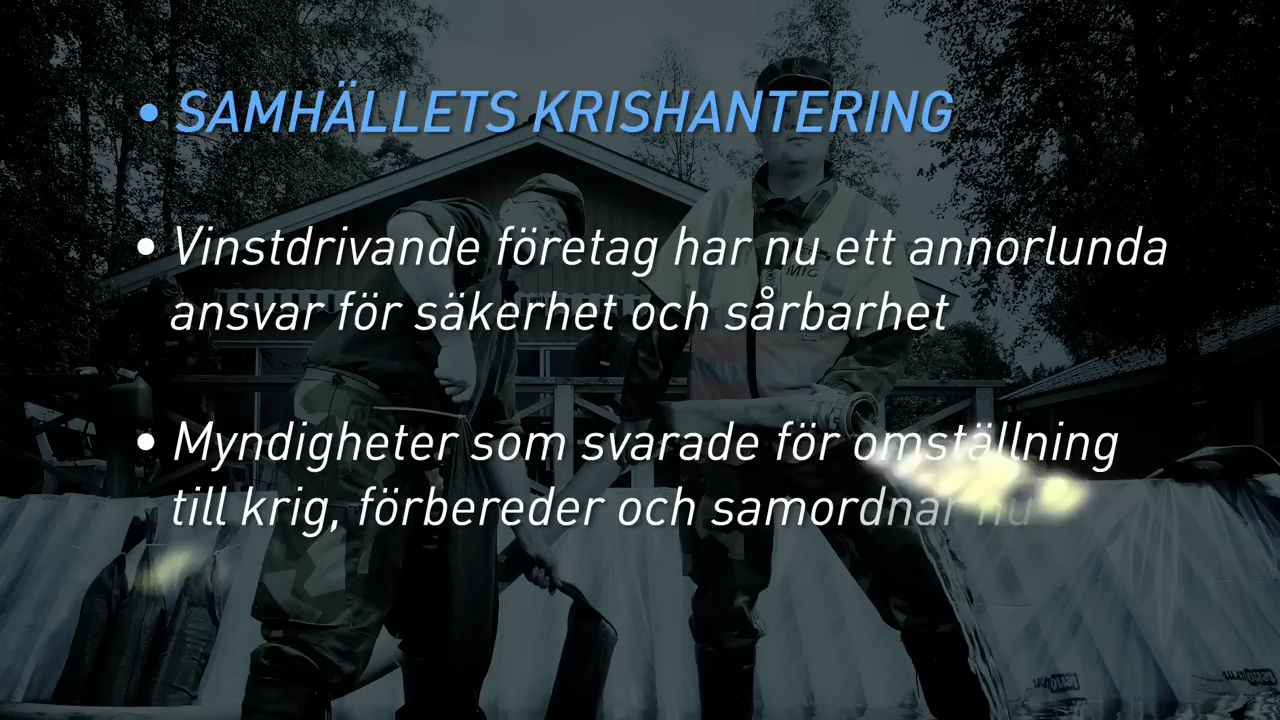 • SAMHÄLLETS KRISHANTERING
• Vinstdrivande företag har nu ett annorlunda
ansvar för säkerhet och sårbarhet
• Myndigheter som svarade för omställning
till krig, förbereder och samordnar nu